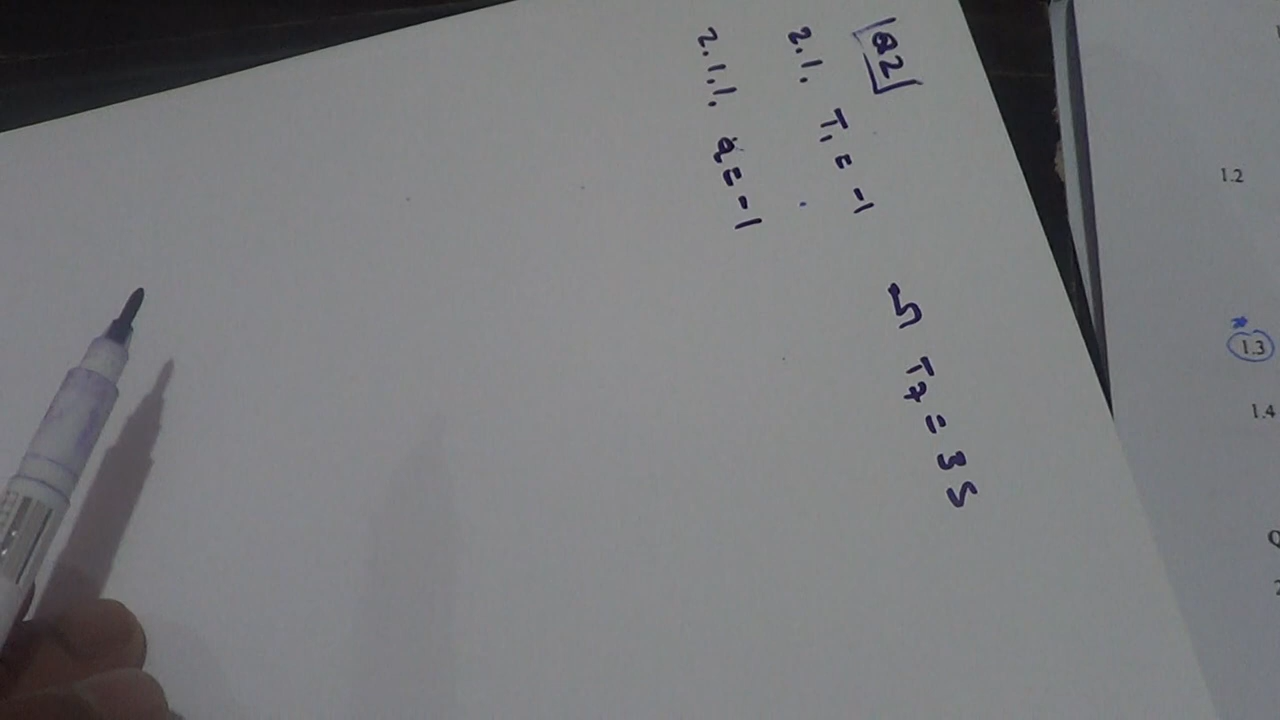 Q2
2.1. T₁ = -1 & T₇ = 35
2.1.1. a = -1
1.2
* 1.3
1.4
Q